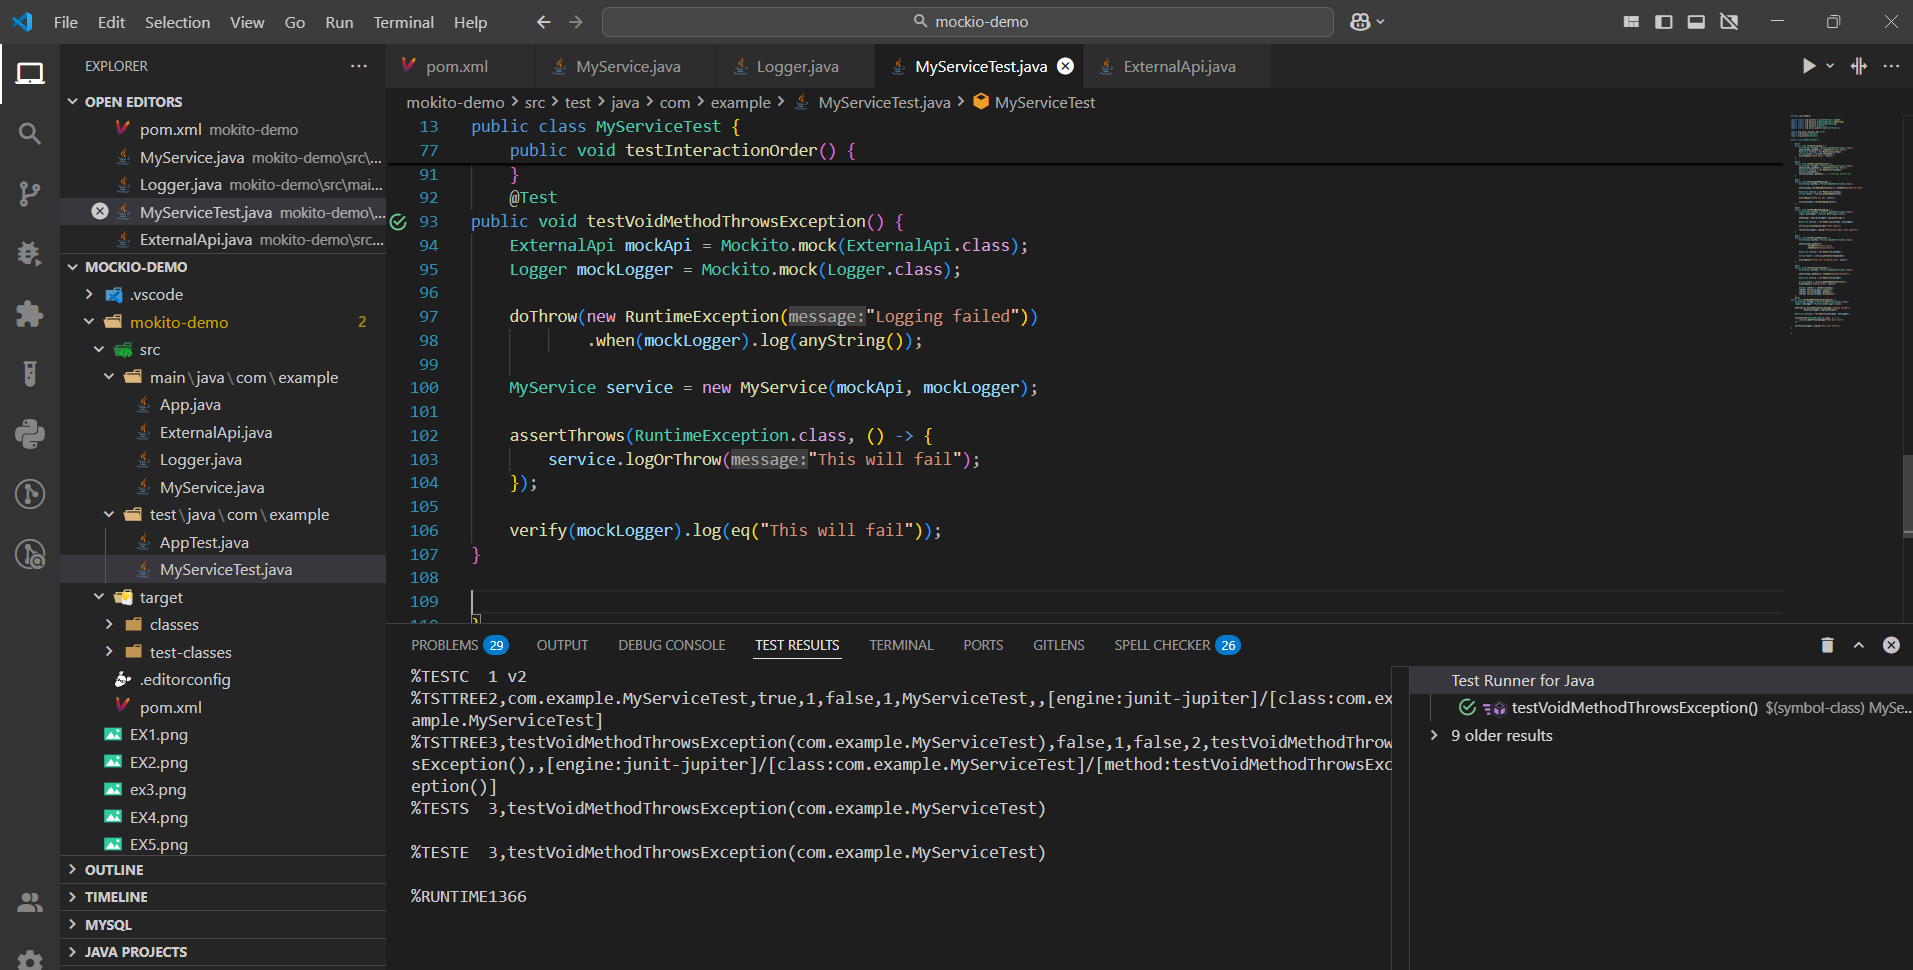 File Edit Selection View Go Run Terminal Help mockio-demo
EXPLORER
OPEN EDITORS
pom.xml mokito-demo
MyService.java mokito-demo\src\...
Logger.java mokito-demo\src\mai...
MyServiceTest.java mokito-demo\...
ExternalApi.java mokito-demo\src...
MOCKIO-DEMO
.vscode
mokito-demo 2
src
main\java\com\example
App.java
ExternalApi.java
Logger.java
MyService.java
test\java\com\example
AppTest.java
MyServiceTest.java
target
classes
test-classes
.editorconfig
pom.xml
EX1.png
EX2.png
ex3.png
EX4.png
EX5.png
OUTLINE
TIMELINE
MYSQL
JAVA PROJECTS
pom.xml MyService.java Logger.java MyServiceTest.java ExternalApi.java
mokito-demo > src > test > java > com > example > MyServiceTest.java > MyServiceTest
13 public class MyServiceTest {
77 public void testInteractionOrder() {
91 }
92 @Test
93 public void testVoidMethodThrowsException() {
94 ExternalApi mockApi = Mockito.mock(ExternalApi.class);
95 Logger mockLogger = Mockito.mock(Logger.class);
96
97 doThrow(new RuntimeException(message:"Logging failed"))
98 .when(mockLogger).log(anyString());
99
100 MyService service = new MyService(mockApi, mockLogger);
101
102 assertThrows(RuntimeException.class, () -> {
103 service.logOrThrow(message:"This will fail");
104 });
105
106 verify(mockLogger).log(eq("This will fail"));
107 }
108
109
110 }
PROBLEMS 29 OUTPUT DEBUG CONSOLE TEST RESULTS TERMINAL PORTS GITLENS SPELL CHECKER 26
%TESTC 1 v2
%TSTTREE2,com.example.MyServiceTest,true,1,false,1,MyServiceTest,,[engine:junit-jupiter]/[class:com.ex
ample.MyServiceTest]
%TSTTREE3,testVoidMethodThrowsException(com.example.MyServiceTest),false,1,false,2,testVoidMethodThrow
sException(),,[engine:junit-jupiter]/[class:com.example.MyServiceTest]/[method:testVoidMethodThrowsExc
eption()]
%TESTS 3,testVoidMethodThrowsException(com.example.MyServiceTest)
%TESTE 3,testVoidMethodThrowsException(com.example.MyServiceTest)
%RUNTIME1366
Test Runner for Java
testVoidMethodThrowsException() $(symbol-class) MySe...
9 older results